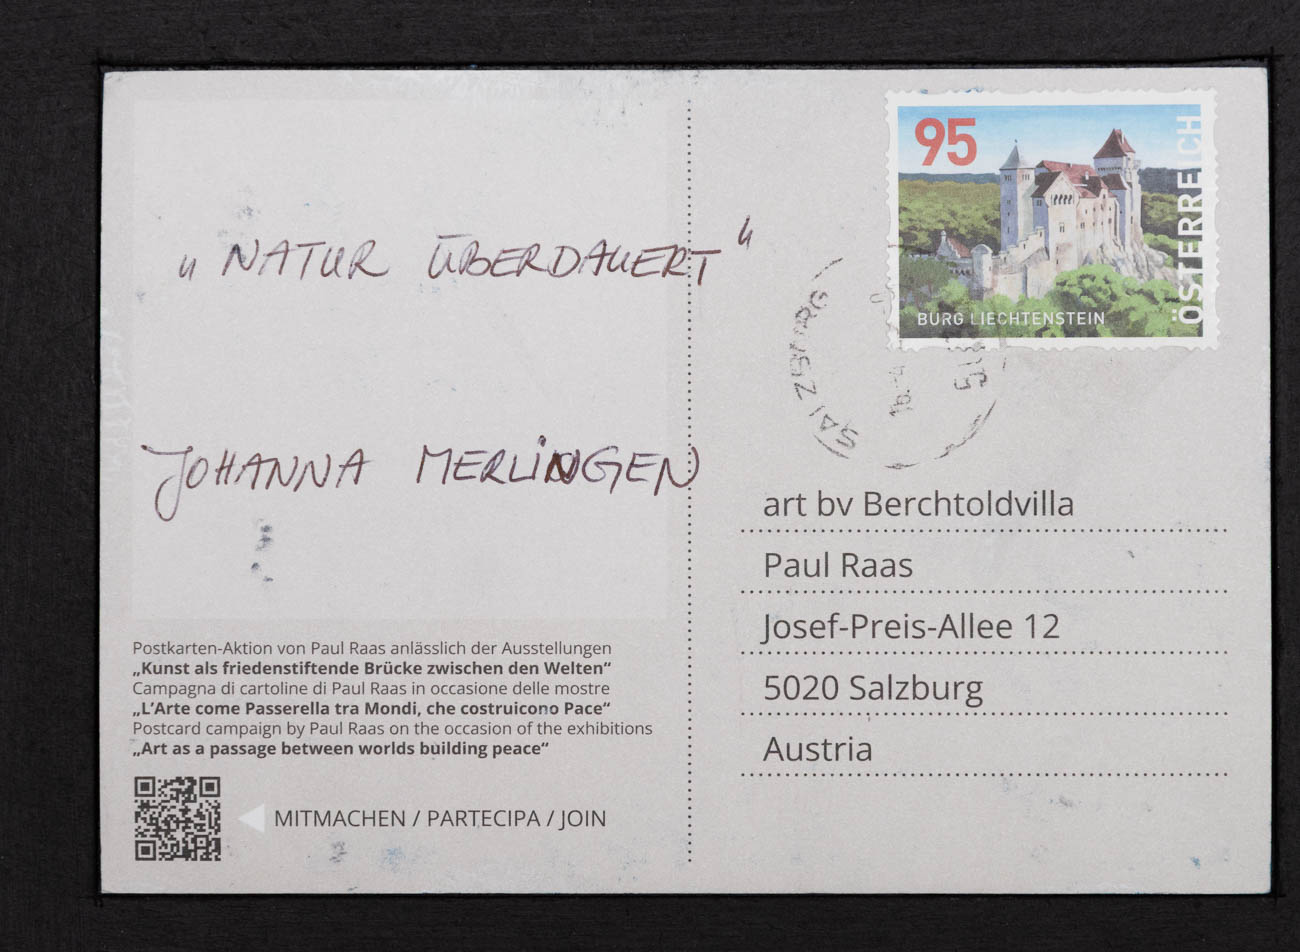 „NATUR ÜBERDAUERT"
JOHANNA MERLINGEN
Postkarten-Aktion von Paul Raas anlässlich der Ausstellungen
„Kunst als friedenstiftende Brücke zwischen den Welten“
Campagna di cartoline di Paul Raas in occasione delle mostre
„L’Arte come Passerella tra Mondi, che costruicono Pace“
Postcard campaign by Paul Raas on the occasion of the exhibitions
„Art as a passage between worlds building peace“
MITMACHEN / PARTECIPA / JOIN
95
ÖSTERREICH
BURG LIECHTENSTEIN
SALZBURG
art bv Berchtoldvilla
Paul Raas
Josef-Preis-Allee 12
5020 Salzburg
Austria